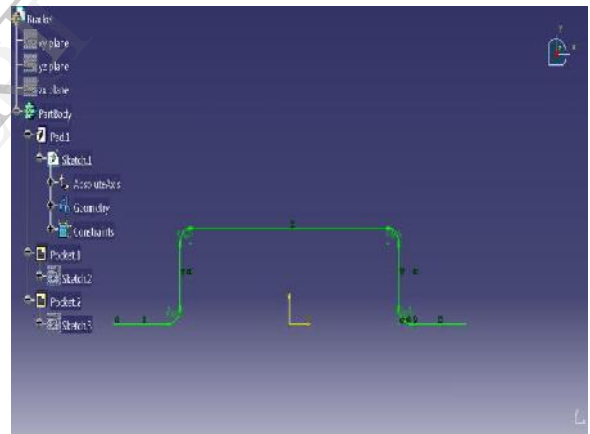 xy plane
yz plane
zx plane
PartBody
Pad.1
Sketch.1
AbsoluteAxis
Geometry
Constraints
Pocket.1
Sketch.2
Pocket.2
Sketch.3